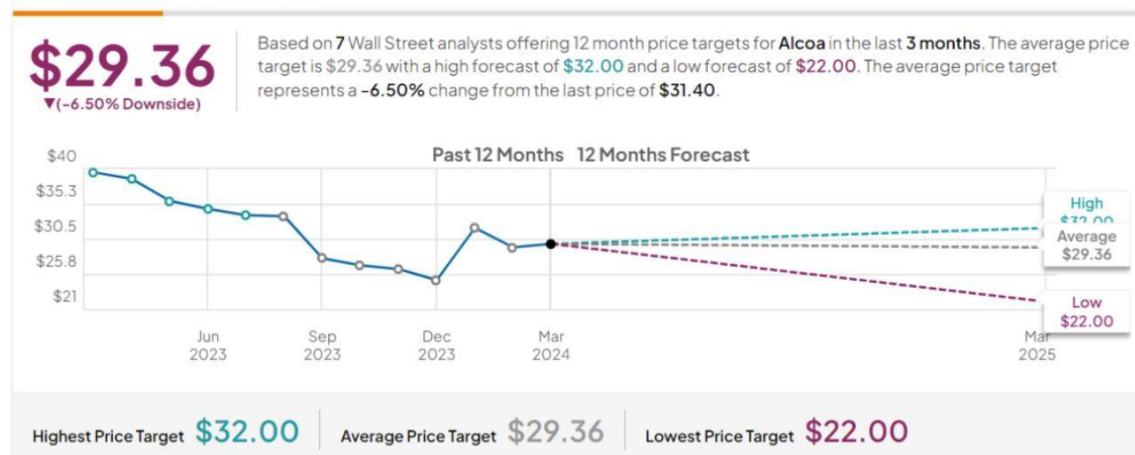 $29.36
▼(-6.50% Downside)
Based on 7 Wall Street analysts offering 12 month price targets for Alcoa in the last 3 months. The average price
target is $29.36 with a high forecast of $32.00 and a low forecast of $22.00. The average price target
represents a -6.50% change from the last price of $31.40.
Past 12 Months 12 Months Forecast
$40
$35.3
$30.5
$25.8
$21
High
$32.00
Average
$29.36
Low
$22.00
Jun
2023
Sep
2023
Dec
2023
Mar
2024
Mar
2025
Highest Price Target $32.00
Average Price Target $29.36
Lowest Price Target $22.00